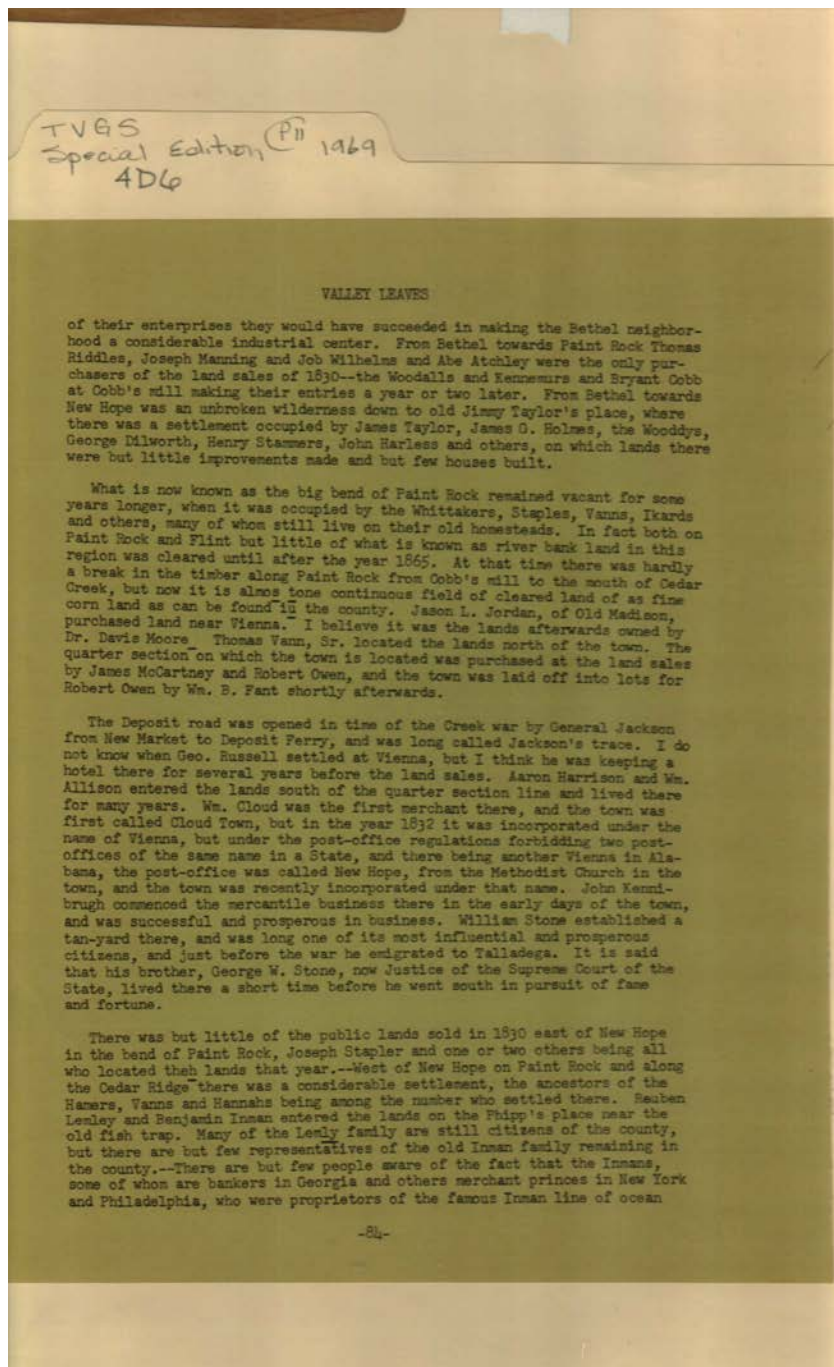 TVGS
Special Edition PII 1969
4D6
VALLEY LEAVES
of their enterprises they would have succeeded in making the Bethel neighbor-
hood a considerable industrial center. From Bethel towards Paint Rock Thomas
Riddles, Joseph Manning and Job Wilhelms and Abe Atchley were the only pur-
chasers of the land sales of 1830--the Woodalls and Kennemurs and Bryant Cobb
at Cobb's mill making their entries a year or two later. From Bethel towards
New Hope was an unbroken wilderness down to old Jimmy Taylor's place, where
there was a settlement occupied by James Taylor, James G. Holmes, the Wooddys,
George Dilworth, Henry Stammers, John Harless and others, on which lands there
were but little improvements made and but few houses built.
What is now known as the big bend of Paint Rock remained vacant for some
years longer, when it was occupied by the Whittakers, Staples, Vanns, Ikards
and others, many of whom still live on their old homesteads. In fact both on
Paint Rock and Flint but little of what is known as river bank land in this
region was cleared until after the year 1865. At that time there was hardly
a break in the timber along Paint Rock from Cobb's mill to the mouth of Cedar
Creek, but now it is almos tone continuous field of cleared land of as fine
corn land as can be found in the county. Jason L. Jordan, of Old Madison,
purchased land near Vienna. I believe it was the lands afterwards owned by
Dr. Davis Moore_ Thomas Vann, Sr. located the lands north of the town. The
quarter section on which the town is located was purchased at the land sales
by James McCartney and Robert Owen, and the town was laid off into lots for
Robert Owen by Wm. B. Fant shortly afterwards.
The Deposit road was opened in time of the Creek war by General Jackson
from New Market to Deposit Ferry, and was long called Jackson's trace. I do
not know when Geo. Russell settled at Vienna, but I think he was keeping a
hotel there for several years before the land sales. Aaron Harrison and Wm.
Allison entered the lands south of the quarter section line and lived there
for many years. Wm. Cloud was the first merchant there, and the town was
first called Cloud Town, but in the year 1832 it was incorporated under the
name of Vienna, but under the post-office regulations forbidding two post-
offices of the same name in a State, and there being another Vienna in Ala-
bama, the post-office was called New Hope, from the Methodist Church in the
town, and the town was recently incorporated under that name. John Kenni-
brugh commenced the mercantile business there in the early days of the town,
and was successful and prosperous in business. William Stone established a
tan-yard there, and was long one of its most influential and prosperous
citizens, and just before the war he emigrated to Talladega. It is said
that his brother, George W. Stone, now Justice of the Supreme Court of the
State, lived there a short time before he went south in pursuit of fame
and fortune.
There was but little of the public lands sold in 1830 east of New Hope
in the bend of Paint Rock, Joseph Stapler and one or two others being all
who located theh lands that year.--West of New Hope on Paint Rock and along
the Cedar Ridge there was a considerable settlement, the ancestors of the
Hamers, Vanns and Hannahs being among the number who settled there. Reuben
Lemley and Benjamin Inman entered the lands on the Phipp's place near the
old fish trap. Many of the Lemly family are still citizens of the county,
but there are but few representatives of the old Inman family remaining in
the county.--There are but few people aware of the fact that the Inmans,
some of whom are bankers in Georgia and others merchant princes in New York
and Philadelphia, who were proprietors of the famous Inman line of ocean
-84-